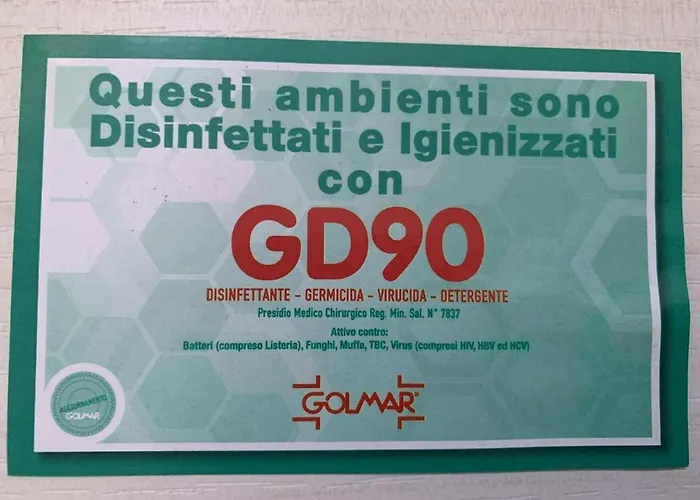 Questi ambienti sono
Disinfettati e Igienizzati
con
GD90
DISINFETTANTE - GERMICIDA - VIRUCIDA - DETERGENTE
Presidio Medico Chirurgico Reg. Min. Sal. N° 7837
Attivo contro:
Batteri (compreso Listeria), Funghi, Muffe, TBC, Virus (compresi HIV, HBV ed HCV)
GOLMAR®
AGGIORNAMENTO
GOLMAR